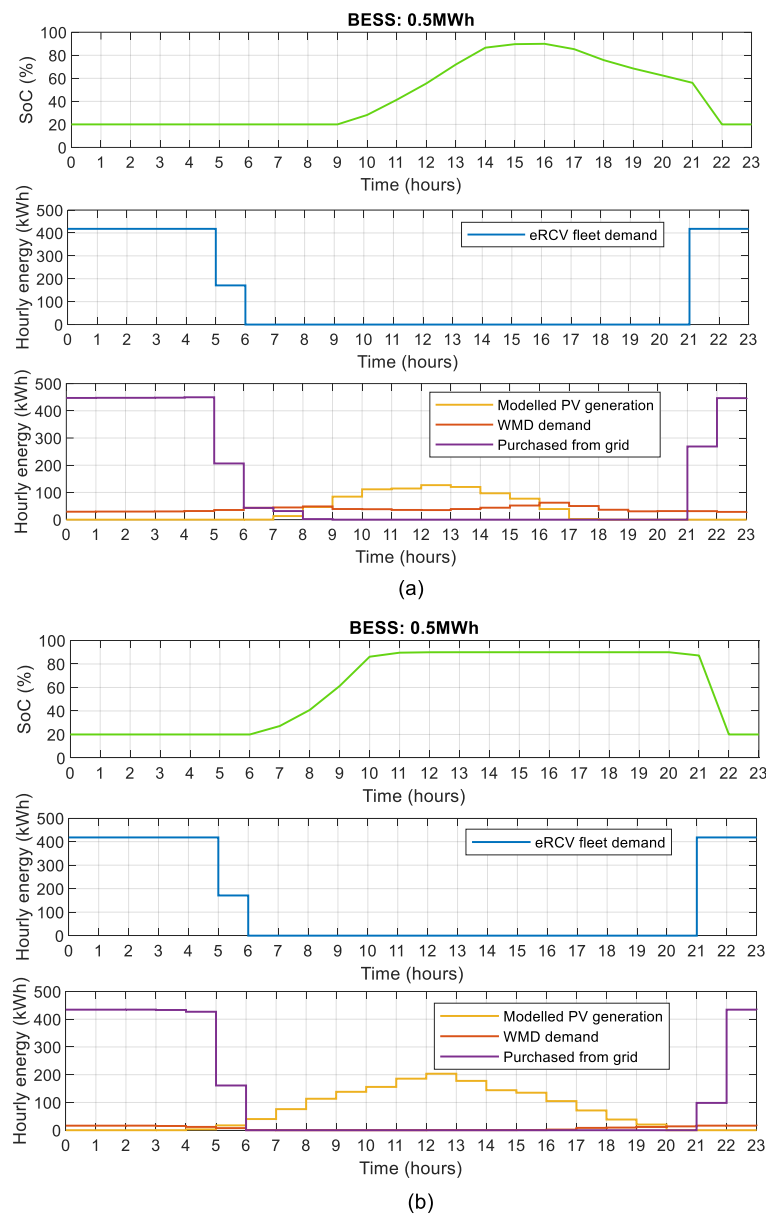 BESS: 0.5MWh
SoC (%)
100
80
60
40
20
0
0 1 2 3 4 5 6 7 8 9 10 11 12 13 14 15 16 17 18 19 20 21 22 23
Time (hours)
Hourly energy (kWh)
500
400
300
200
100
0
eRCV fleet demand
0 1 2 3 4 5 6 7 8 9 10 11 12 13 14 15 16 17 18 19 20 21 22 23
Time (hours)
Hourly energy (kWh)
500
400
300
200
100
0
Modelled PV generation
WMD demand
Purchased from grid
0 1 2 3 4 5 6 7 8 9 10 11 12 13 14 15 16 17 18 19 20 21 22 23
Time (hours)
(a)
BESS: 0.5MWh
SoC (%)
100
80
60
40
20
0
0 1 2 3 4 5 6 7 8 9 10 11 12 13 14 15 16 17 18 19 20 21 22 23
Time (hours)
Hourly energy (kWh)
500
400
300
200
100
0
eRCV fleet demand
0 1 2 3 4 5 6 7 8 9 10 11 12 13 14 15 16 17 18 19 20 21 22 23
Time (hours)
Hourly energy (kWh)
500
400
300
200
100
0
Modelled PV generation
WMD demand
Purchased from grid
0 1 2 3 4 5 6 7 8 9 10 11 12 13 14 15 16 17 18 19 20 21 22 23
Time (hours)
(b)